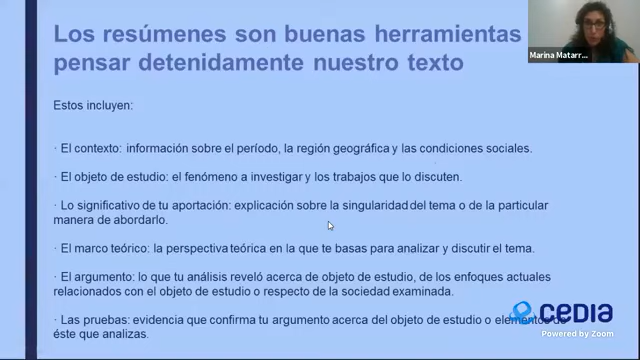 Los resúmenes son buenas herramientas
pensar detenidamente nuestro texto
Marina Matarr...
Estos incluyen:
· El contexto: información sobre el período, la región geográfica y las condiciones sociales.
· El objeto de estudio: el fenómeno a investigar y los trabajos que lo discuten.
· Lo significativo de tu aportación: explicación sobre la singularidad del tema o de la particular
manera de abordarlo.
· El marco teórico: la perspectiva teórica en la que te basas para analizar y discutir el tema.
· El argumento: lo que tu análisis reveló acerca de objeto de estudio, de los enfoques actuales
relacionados con el objeto de estudio o respecto de la sociedad examinada.
· Las pruebas: evidencia que confirma tu argumento acerca del objeto de estudio o elementos de
éste que analizas.
CEDIA
Powered by Zoom